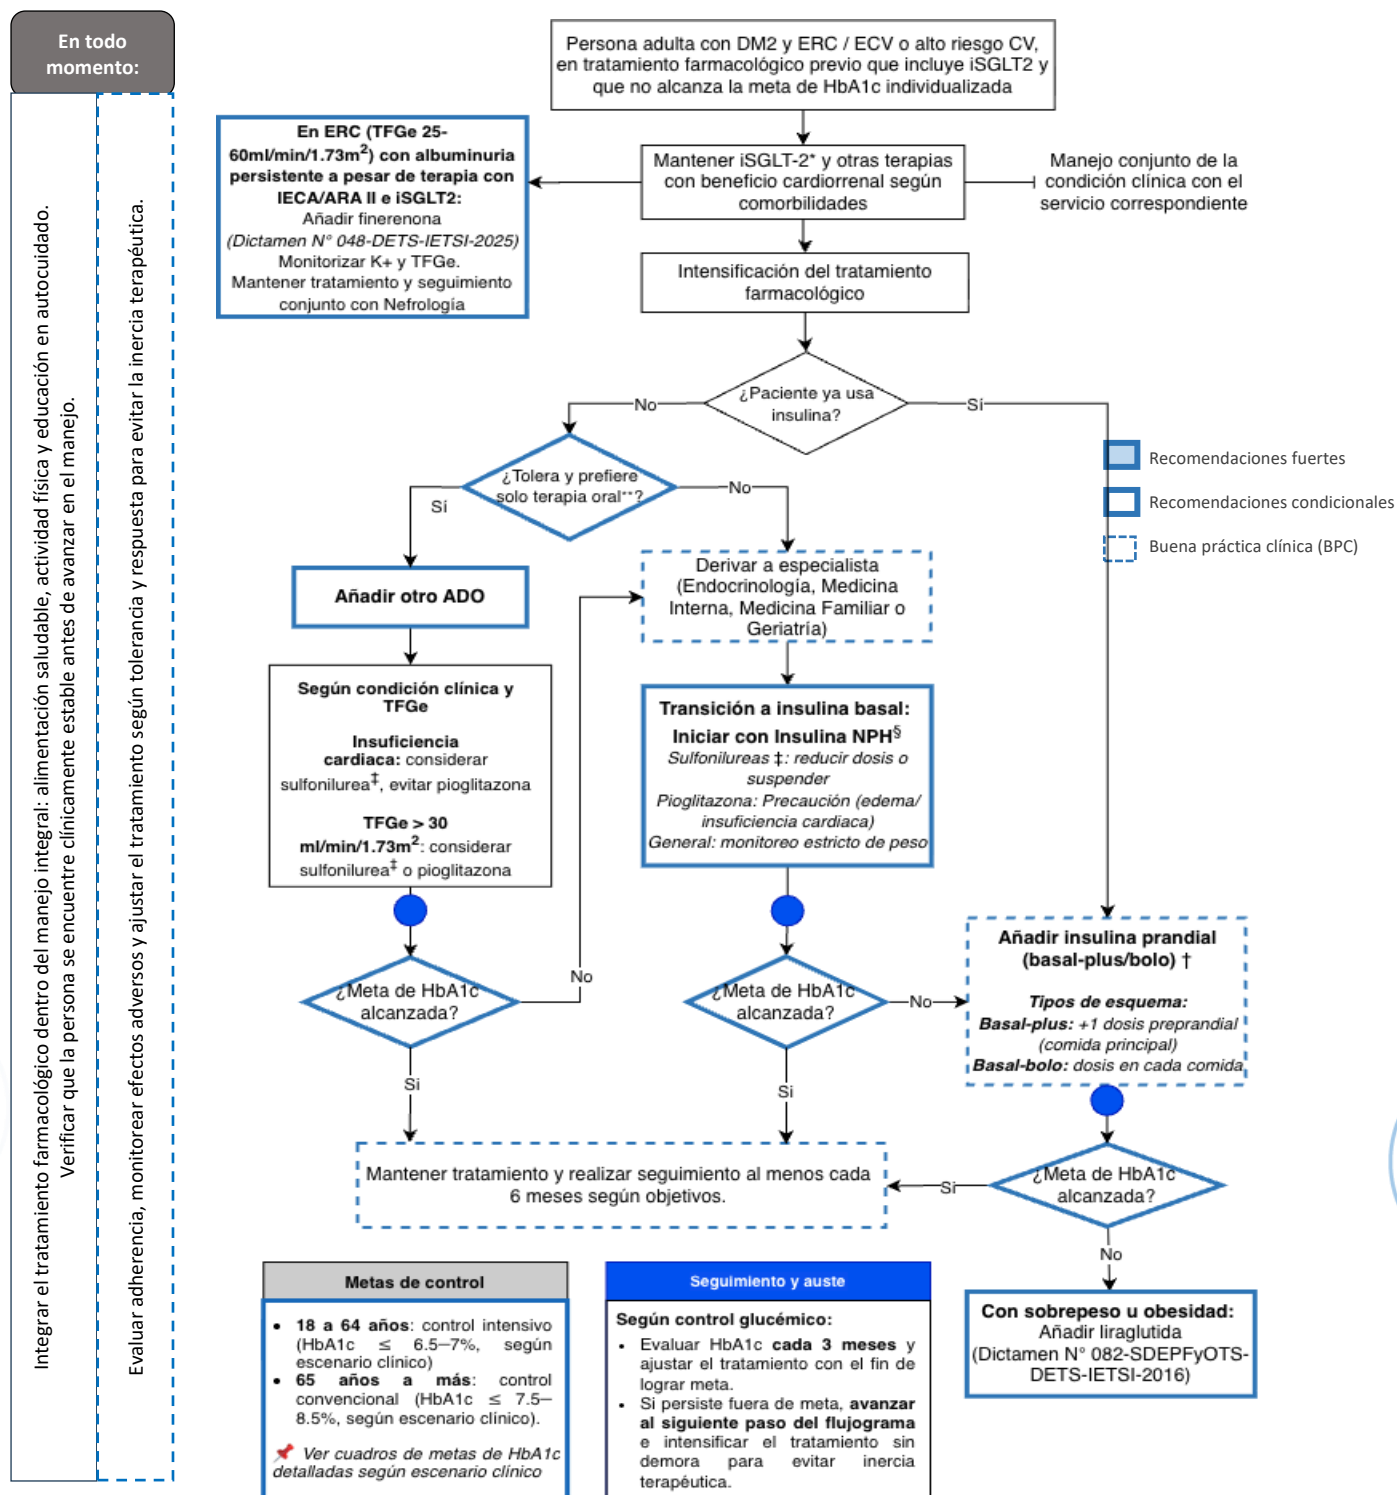 En todo
momento:
Integrar el tratamiento farmacológico dentro del manejo integral: alimentación saludable, actividad física y educación en autocuidado.
Verificar que la persona se encuentre clínicamente estable antes de avanzar en el manejo.
Evaluar adherencia, monitorear efectos adversos y ajustar el tratamiento según tolerancia y respuesta para evitar la inercia terapéutica.
Persona adulta con DM2 y ERC / ECV o alto riesgo CV,
en tratamiento farmacológico previo que incluye iSGLT2 y
que no alcanza la meta de HbA1c individualizada
En ERC (TFGe 25-
60ml/min/1.73m²) con albuminuria
persistente a pesar de terapia con
IECA/ARA II e iSGLT2:
Añadir finerenona
(Dictamen N° 048-DETS-IETSI-2025)
Monitorizar K+ y TFGe.
Mantener tratamiento y seguimiento
conjunto con Nefrología
Mantener iSGLT-2* y otras terapias
con beneficio cardiorrenal según
comorbilidades
Manejo conjunto de la
condición clínica con el
servicio correspondiente
Intensificación del tratamiento
farmacológico
¿Paciente ya usa
insulina?
No
Sí
¿Tolera y prefiere
solo terapia oral**?
Sí
No
Recomendaciones fuertes
Recomendaciones condicionales
Buena práctica clínica (BPC)
Añadir otro ADO
Derivar a especialista
(Endocrinología, Medicina
Interna, Medicina Familiar o
Geriatría)
Según condición clínica y
TFGe
Insuficiencia
cardiaca: considerar
sulfonilurea‡, evitar pioglitazona
TFGe > 30
ml/min/1.73m²: considerar
sulfonilurea‡ o pioglitazona
Transición a insulina basal:
Iniciar con Insulina NPH§
Sulfonilureas ‡: reducir dosis o
suspender
Pioglitazona: Precaución (edema/
insuficiencia cardiaca)
General: monitoreo estricto de peso
Añadir insulina prandial
(basal-plus/bolo) †
Tipos de esquema:
Basal-plus: +1 dosis preprandial
(comida principal)
Basal-bolo: dosis en cada comida
¿Meta de HbA1c
alcanzada?
No
Si
¿Meta de HbA1c
alcanzada?
No
Si
¿Meta de HbA1c
alcanzada?
Si
No
Mantener tratamiento y realizar seguimiento al menos cada
6 meses según objetivos.
Metas de control
• 18 a 64 años: control intensivo
(HbA1c ≤ 6.5–7%, según
escenario clínico)
• 65 años a más: control
convencional (HbA1c ≤ 7.5–
8.5%, según escenario clínico).
📌 Ver cuadros de metas de HbA1c
detalladas según escenario clínico
Seguimiento y auste
Según control glucémico:
• Evaluar HbA1c cada 3 meses y
ajustar el tratamiento con el fin de
lograr meta.
• Si persiste fuera de meta, avanzar
al siguiente paso del flujograma
e intensificar el tratamiento sin
demora para evitar inercia
terapéutica.
Con sobrepeso u obesidad:
Añadir liraglutida
(Dictamen N° 082-SDEPFyOTS-
DETS-IETSI-2016)